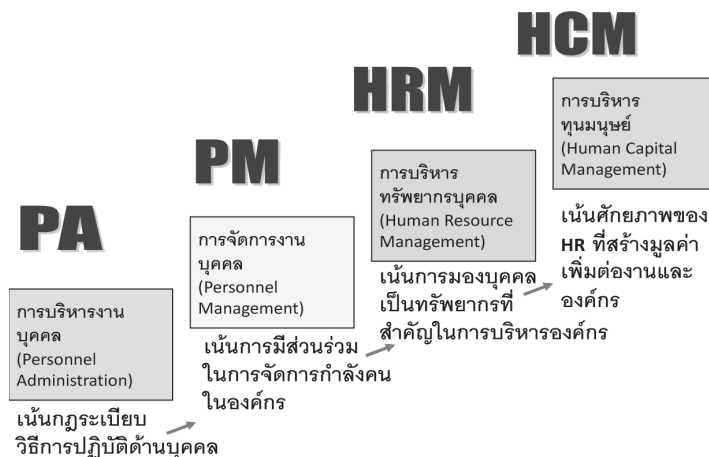 PA
การบริหารงาน
บุคคล
(Personnel
Administration)
เน้นกฎระเบียบ
วิธีการปฏิบัติด้านบุคคล
PM
การจัดการงาน
บุคคล
(Personnel
Management)
เน้นการมีส่วนร่วม
ในการจัดการกำลังคน
ในองค์กร
HRM
การบริหาร
ทรัพยากรบุคคล
(Human Resource
Management)
เน้นการมองบุคคล
เป็นทรัพยากรที่
สำคัญในการบริหารองค์กร
HCM
การบริหาร
ทุนมนุษย์
(Human Capital
Management)
เน้นศักยภาพของ
HR ที่สร้างมูลค่า
เพิ่มต่องานและ
องค์กร